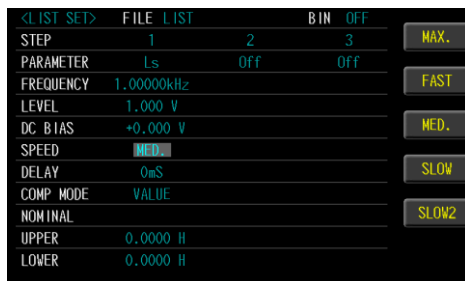 <LIST SET> FILE LIST BIN OFF
STEP 1 2 3
PARAMETER Ls Off Off
FREQUENCY 1.00000kHz
LEVEL 1.000 V
DC BIAS +0.000 V
SPEED MED.
DELAY 0mS
COMP MODE VALUE
NOMINAL
UPPER 0.0000 H
LOWER 0.0000 H
MAX.
FAST
MED.
SLOW
SLOW2